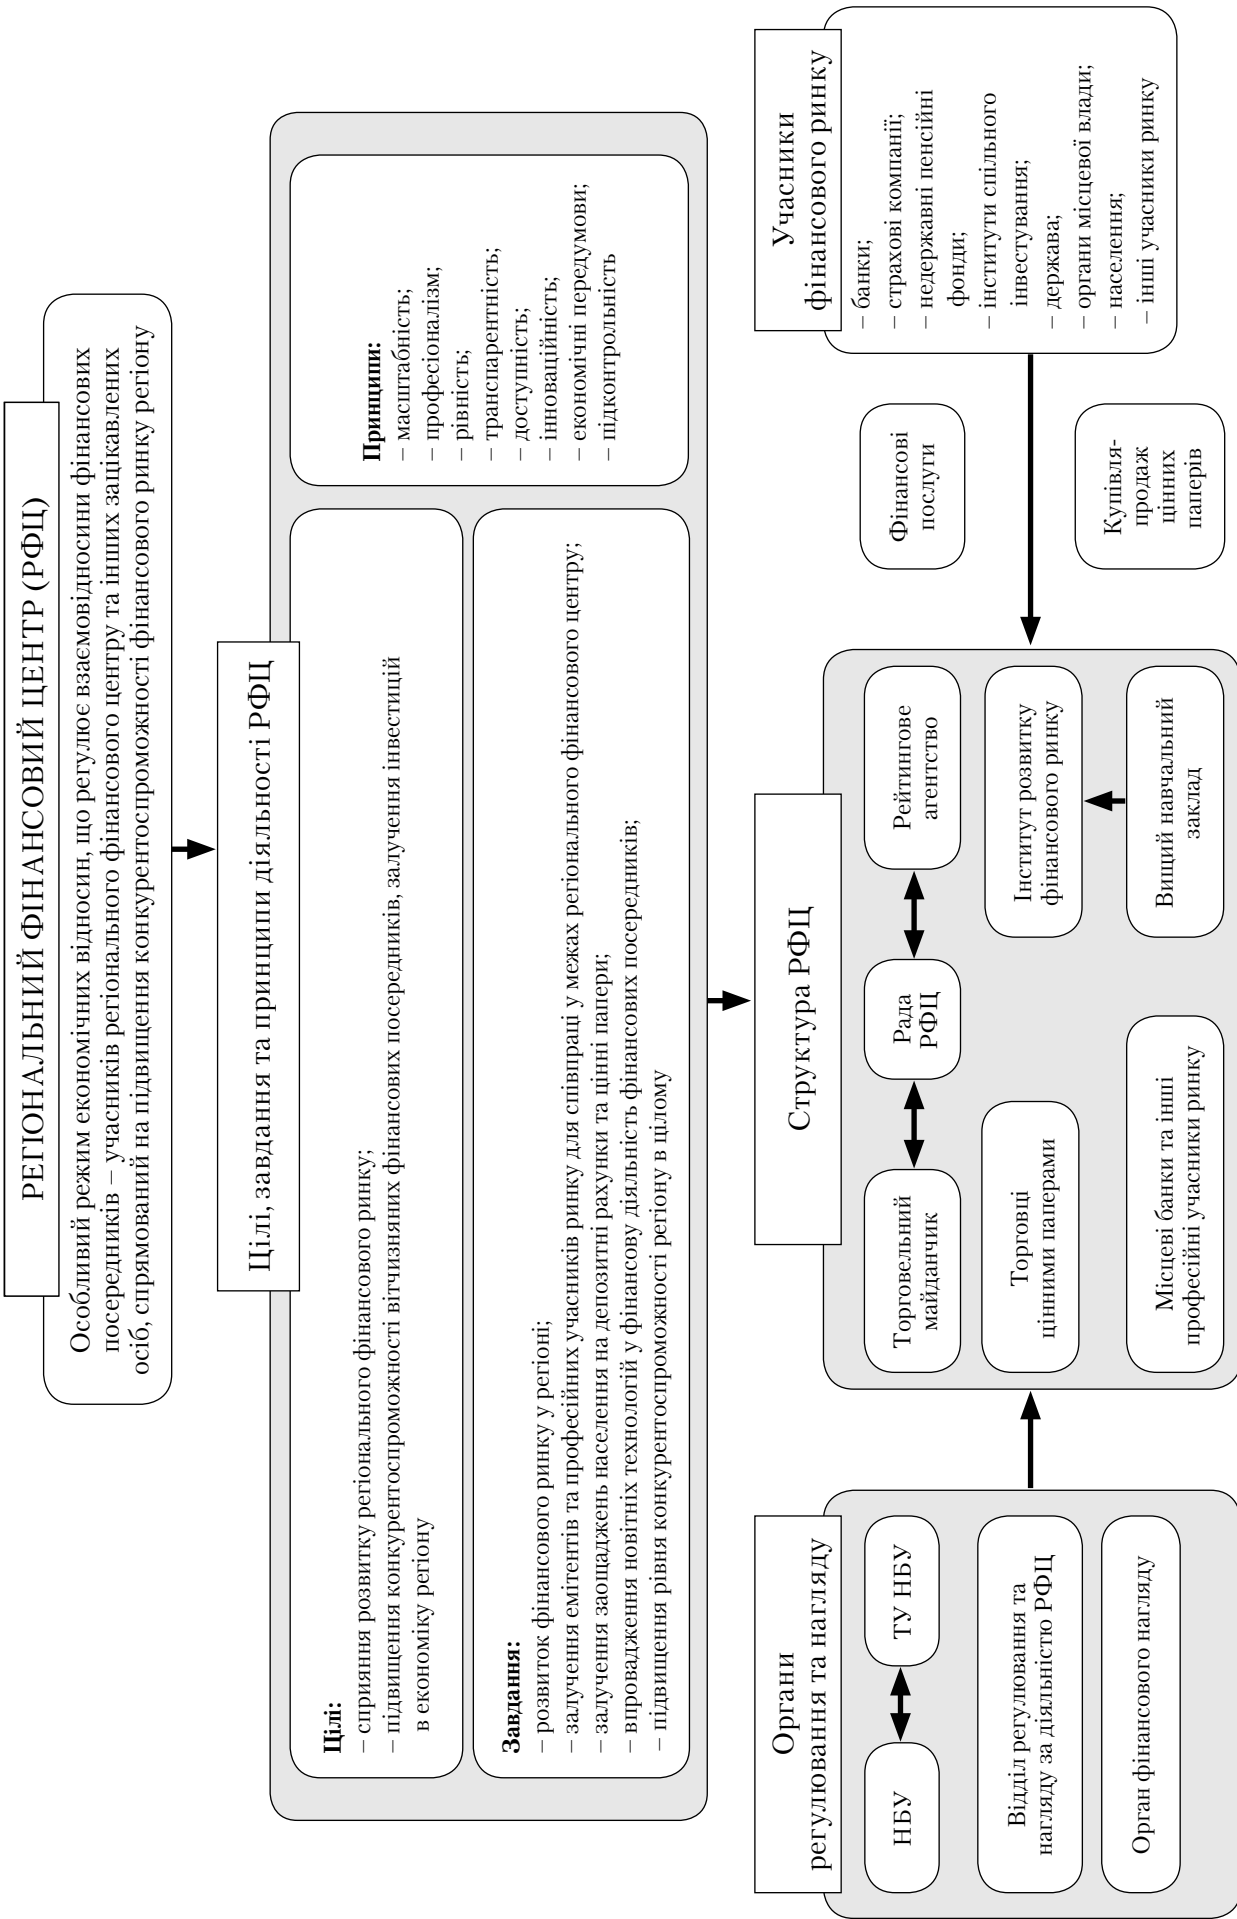 РЕГІОНАЛЬНИЙ ФІНАНСОВИЙ ЦЕНТР (РФЦ)
Особливий режим економічних відносин, що регулює взаємовідносини фінансових
посередників – учасників регіонального фінансового центру та інших зацікавлених
осіб, спрямований на підвищення конкурентоспроможності фінансового ринку регіону
Цілі, завдання та принципи діяльності РФЦ
Цілі:
– сприяння розвитку регіонального фінансового ринку;
– підвищення конкурентоспроможності вітчизняних фінансових посередників, залучення інвестицій
в економіку регіону
Завдання:
– розвиток фінансового ринку у регіоні;
– залучення емітентів та професійних учасників ринку для співпраці у межах регіонального фінансового центру;
– залучення заощаджень населення на депозитні рахунки та цінні папери;
– впровадження новітніх технологій у фінансову діяльність фінансових посередників;
– підвищення рівня конкурентоспроможності регіону в цілому
Принципи:
– масштабність;
– професіоналізм;
– рівність;
– транспарентність;
– доступність;
– інноваційність;
– економічні передумови;
– підконтрольність
Органи
регулювання та нагляду
НБУ
ТУ НБУ
Відділ регулювання та
нагляду за діяльністю РФЦ
Орган фінансового нагляду
Структура РФЦ
Торговельний
майданчик
Рада
РФЦ
Рейтингове
агентство
Торговці
цінними паперами
Інститут розвитку
фінансового ринку
Місцеві банки та інші
професійні учасники ринку
Вищий навчальний
заклад
Фінансові
послуги
Купівля-
продаж
цінних
паперів
Учасники
фінансового ринку
– банки;
– страхові компанії;
– недержавні пенсійні
фонди;
– інститути спільного
інвестування;
– держава;
– органи місцевої влади;
– населення;
– інші учасники ринку